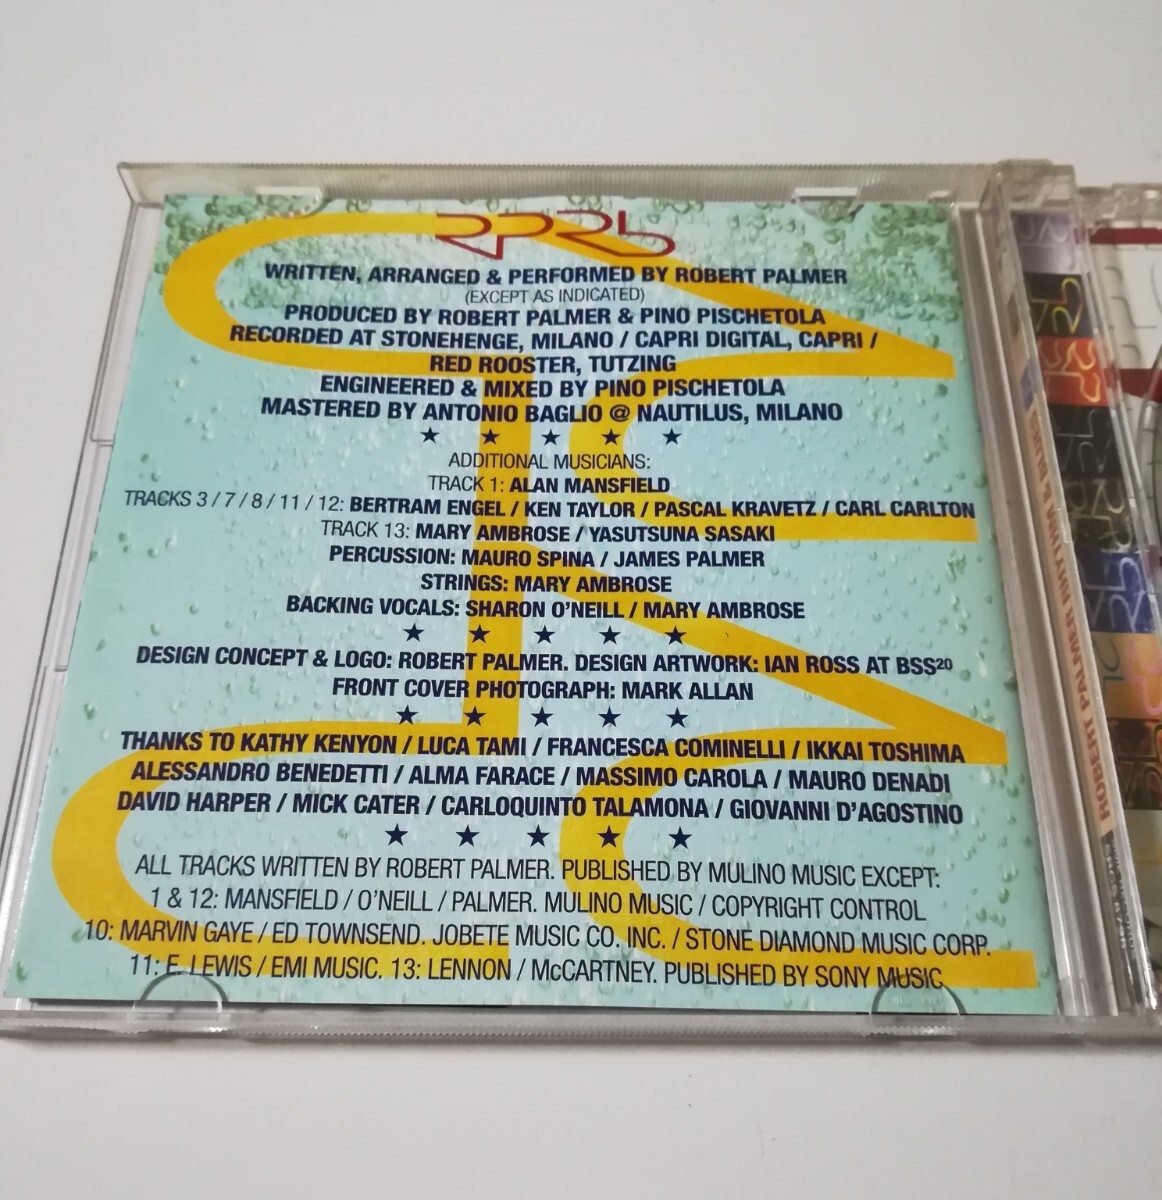 RPRB
WRITTEN, ARRANGED & PERFORMED BY ROBERT PALMER
(EXCEPT AS INDICATED)
PRODUCED BY ROBERT PALMER & PINO PISCHETOLA
RECORDED AT STONEHENGE, MILANO / CAPRI DIGITAL, CAPRI /
RED ROOSTER, TUTZING
ENGINEERED & MIXED BY PINO PISCHETOLA
MASTERED BY ANTONIO BAGLIO @ NAUTILUS, MILANO
★ ★ ★ ★ ★
ADDITIONAL MUSICIANS:
TRACK 1: ALAN MANSFIELD
TRACKS 3 / 7 / 8 / 11 / 12: BERTRAM ENGEL / KEN TAYLOR / PASCAL KRAVETZ / CARL CARLTON
TRACK 13: MARY AMBROSE / YASUTSUNA SASAKI
PERCUSSION: MAURO SPINA / JAMES PALMER
STRINGS: MARY AMBROSE
BACKING VOCALS: SHARON O'NEILL / MARY AMBROSE
★ ★ ★ ★ ★
DESIGN CONCEPT & LOGO: ROBERT PALMER. DESIGN ARTWORK: IAN ROSS AT BSS20
FRONT COVER PHOTOGRAPH: MARK ALLAN
★ ★ ★ ★ ★
THANKS TO KATHY KENYON / LUCA TAMI / FRANCESCA COMINELLI / IKKAI TOSHIMA
ALESSANDRO BENEDETTI / ALMA FARACE / MASSIMO CAROLA / MAURO DENADI
DAVID HARPER / MICK CATER / CARLOQUINTO TALAMONA / GIOVANNI D'AGOSTINO
★ ★ ★ ★ ★
ALL TRACKS WRITTEN BY ROBERT PALMER. PUBLISHED BY MULINO MUSIC EXCEPT:
1 & 12: MANSFIELD / O'NEILL / PALMER. MULINO MUSIC / COPYRIGHT CONTROL
10: MARVIN GAYE / ED TOWNSEND. JOBETE MUSIC CO. INC. / STONE DIAMOND MUSIC CORP.
11: E. LEWIS / EMI MUSIC. 13: LENNON / McCARTNEY. PUBLISHED BY SONY MUSIC
ROBERT PALMER RHYTHM & BLUES